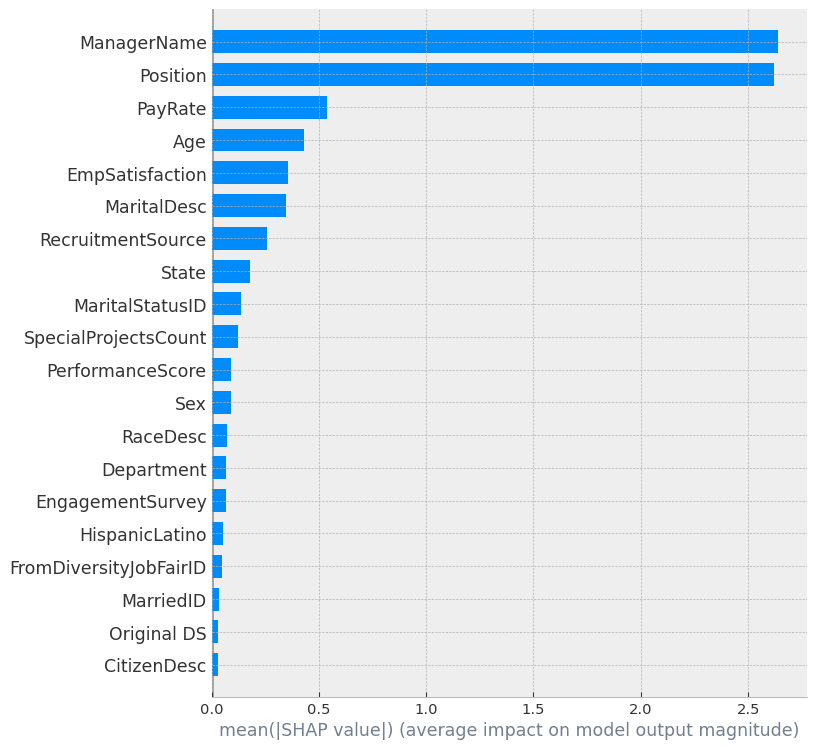 ManagerName
Position
PayRate
Age
EmpSatisfaction
MaritalDesc
RecruitmentSource
State
MaritalStatusID
SpecialProjectsCount
PerformanceScore
Sex
RaceDesc
Department
EngagementSurvey
HispanicLatino
FromDiversityJobFairID
MarriedID
Original DS
CitizenDesc
0.0 0.5 1.0 1.5 2.0 2.5
mean(|SHAP value|) (average impact on model output magnitude)